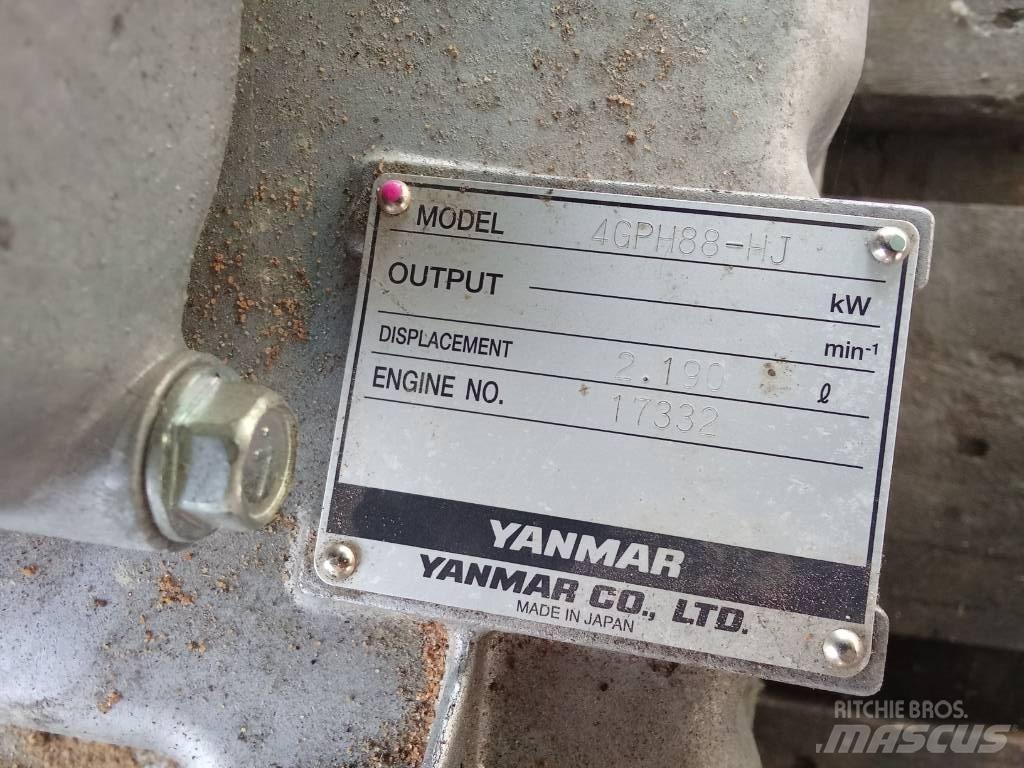 MODEL 4GPH88-HJ
OUTPUT kW
min-1
DISPLACEMENT 2.190 ℓ
ENGINE NO. 17332
YANMAR
YANMAR CO., LTD.
MADE IN JAPAN
RITCHIE BROS.
MASCUS